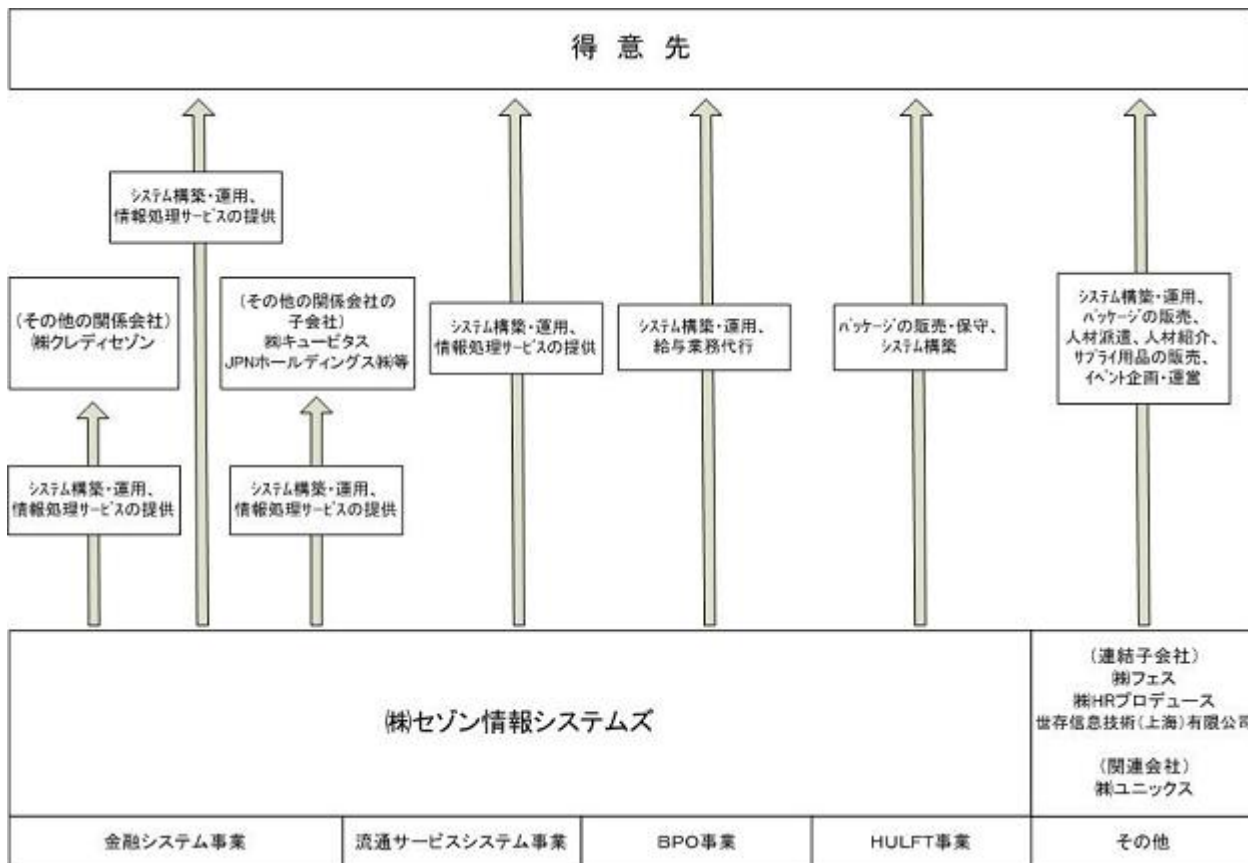 得意先
システム構築・運用、
情報処理サービスの提供
(その他の関係会社)
㈱クレディセゾン
(その他の関係会社の
子会社)
㈱キュービタス
JPNホールディングス㈱等
システム構築・運用、
情報処理サービスの提供
システム構築・運用、
給与業務代行
パッケージの販売・保守、
システム構築
システム構築・運用、
パッケージの販売、
人材派遣、人材紹介、
サプライ用品の販売、
イベント企画・運営
システム構築・運用、
情報処理サービスの提供
システム構築・運用、
情報処理サービスの提供
㈱セゾン情報システムズ
(連結子会社)
㈱フェス
㈱HRプロデュース
世存信息技術(上海)有限公司
(関連会社)
㈱ユニックス
金融システム事業
流通サービスシステム事業
BPO事業
HULFT事業
その他